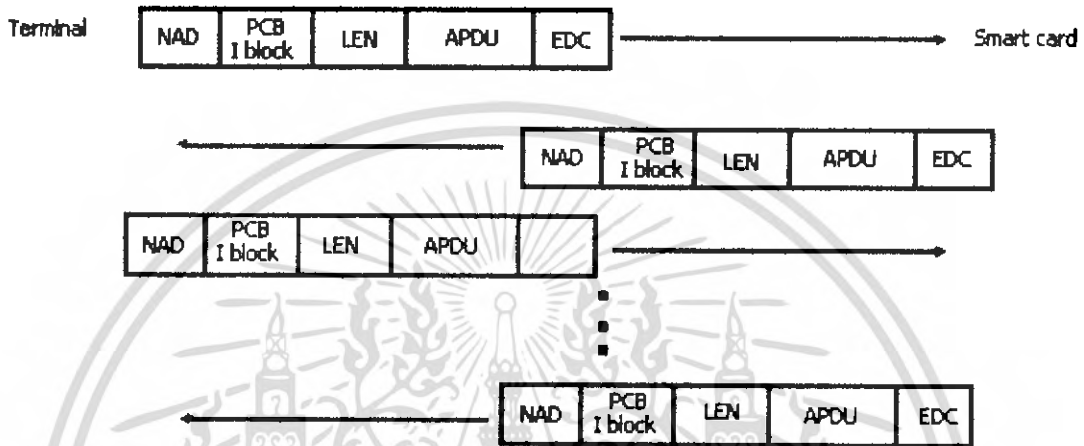 Terminal NAD PCB I block LEN APDU EDC Smart card
NAD PCB I block LEN APDU EDC
NAD PCB I block LEN APDU
NAD PCB I block LEN APDU EDC